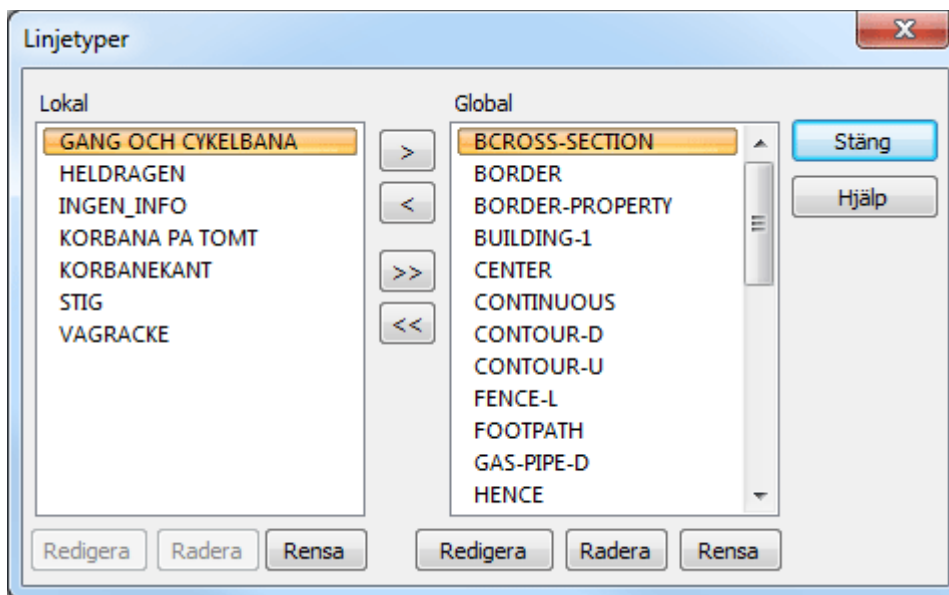 Linjetyper
Lokal
GANG OCH CYKELBANA
HELDRAGEN
INGEN_INFO
KORBANA PA TOMT
KORBANEKANT
STIG
VAGRACKE
Redigera
Radera
Rensa
>
<
>>
<<
Global
BCROSS-SECTION
BORDER
BORDER-PROPERTY
BUILDING-1
CENTER
CONTINUOUS
CONTOUR-D
CONTOUR-U
FENCE-L
FOOTPATH
GAS-PIPE-D
HENCE
Redigera
Radera
Rensa
Stäng
Hjälp